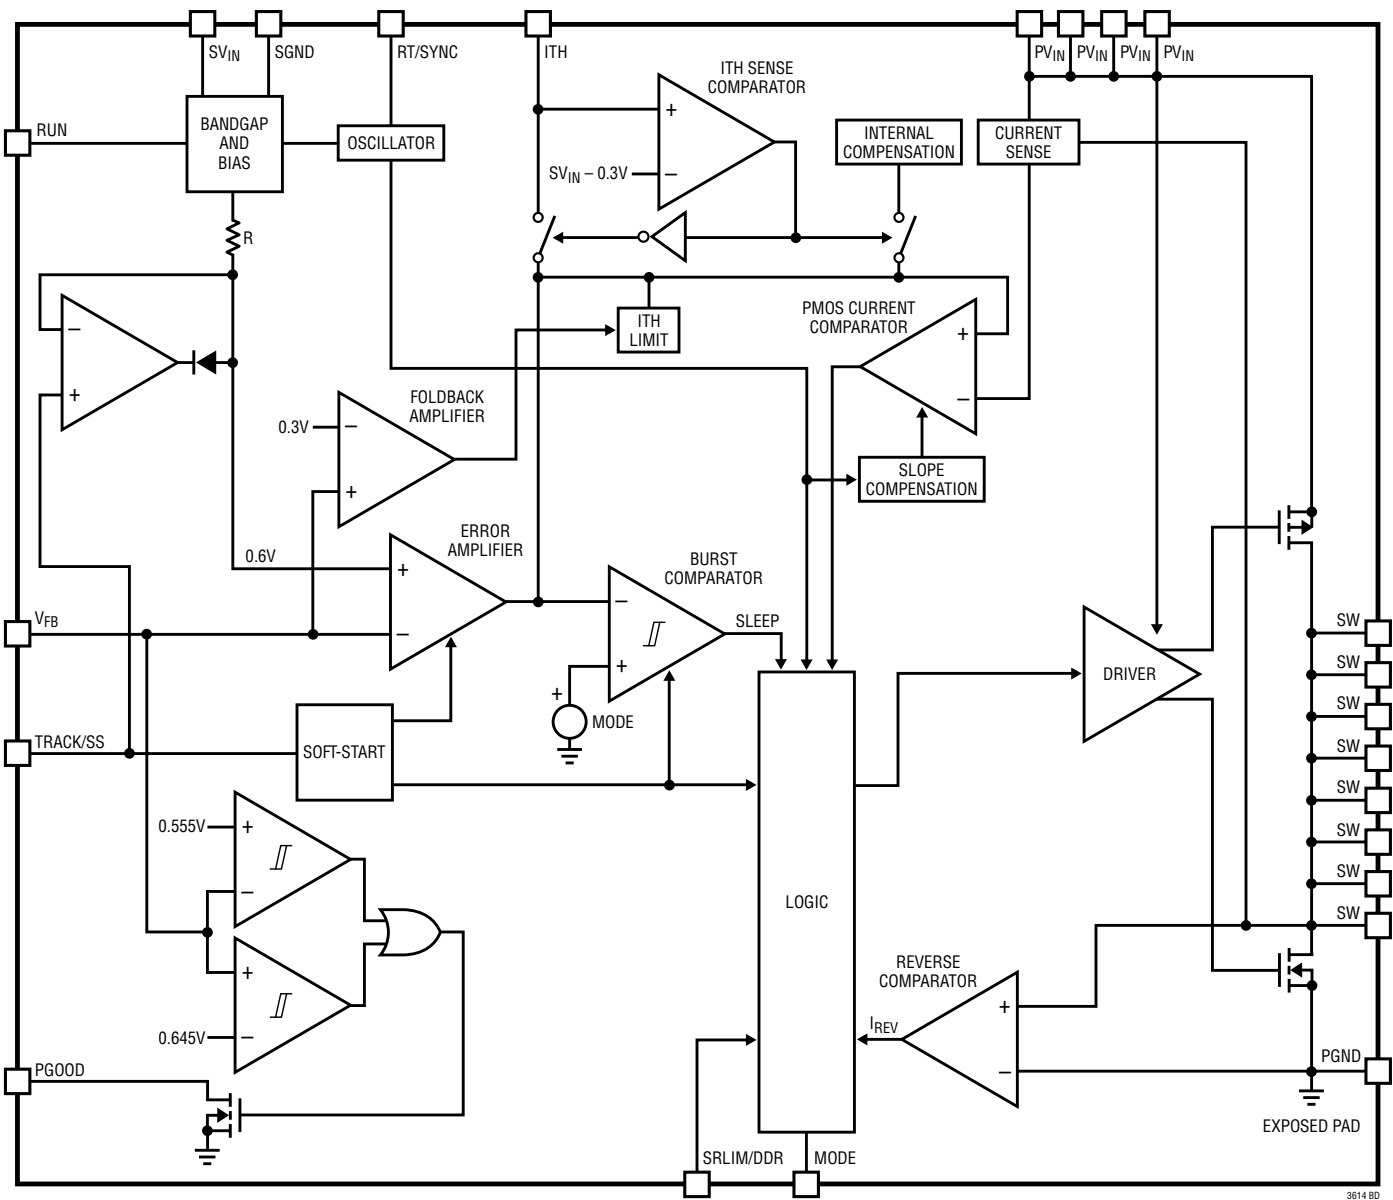 SVIN
SGND
RT/SYNC
ITH
PVIN
PVIN
PVIN
PVIN
ITH SENSE
COMPARATOR
RUN
BANDGAP
AND
BIAS
OSCILLATOR
+
SVIN – 0.3V
–
INTERNAL
COMPENSATION
CURRENT
SENSE
R
–
+
ITH
LIMIT
PMOS CURRENT
COMPARATOR
+
–
FOLDBACK
AMPLIFIER
0.3V
–
+
SLOPE
COMPENSATION
ERROR
AMPLIFIER
0.6V
+
–
BURST
COMPARATOR
–
+
SLEEP
VFB
+
MODE
DRIVER
SW
SW
SW
SW
SW
SW
SW
SW
TRACK/SS
SOFT-START
0.555V
+
–
LOGIC
+
0.645V
–
REVERSE
COMPARATOR
+
IREV
–
PGOOD
PGND
EXPOSED PAD
SRLIM/DDR
MODE
3614 BD